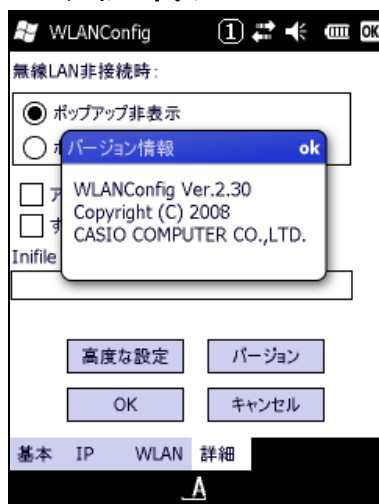 WLANConfig 1 OK
無線LAN非接続時:
ポップアップ非表示
バージョン情報 ok
WLANConfig Ver.2.30
Copyright (C) 2008
CASIO COMPUTER CO.,LTD.
Inifile
高度な設定 バージョン
OK キャンセル
基本 IP WLAN 詳細
A